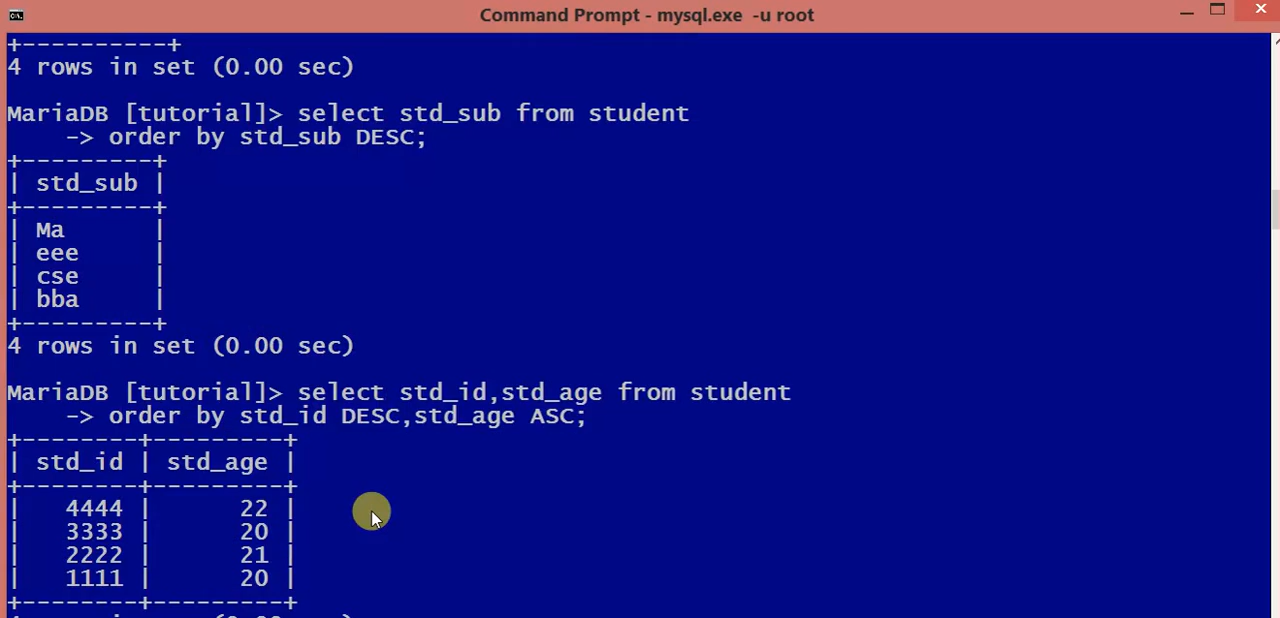 Command Prompt - mysql.exe  -u root
+----------+
4 rows in set (0.00 sec)
MariaDB [tutorial]> select std_sub from student
    -> order by std_sub DESC;
+---------+
| std_sub |
+---------+
| Ma      |
| eee     |
| cse     |
| bba     |
+---------+
4 rows in set (0.00 sec)
MariaDB [tutorial]> select std_id,std_age from student
    -> order by std_id DESC,std_age ASC;
+--------+---------+
| std_id | std_age |
+--------+---------+
|   4444 |      22 |
|   3333 |      20 |
|   2222 |      21 |
|   1111 |      20 |
+--------+---------+